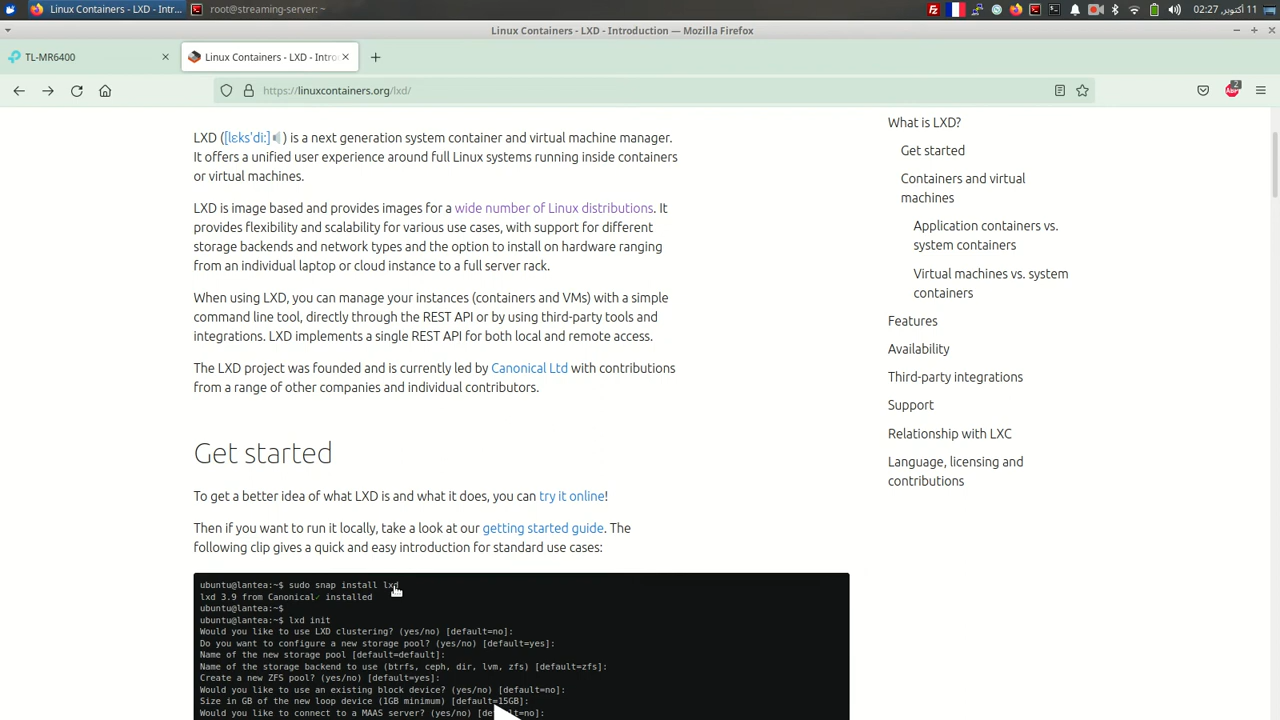 Linux Containers - LXD - Intr...
root@streaming-server: ~
11 أكتوبر, 02:27
Linux Containers - LXD - Introduction — Mozilla Firefox
TL-MR6400
Linux Containers - LXD - Intro
https://linuxcontainers.org/lxd/
2
LXD ([lɛks'di:]) is a next generation system container and virtual machine manager.
It offers a unified user experience around full Linux systems running inside containers
or virtual machines.
LXD is image based and provides images for a wide number of Linux distributions. It
provides flexibility and scalability for various use cases, with support for different
storage backends and network types and the option to install on hardware ranging
from an individual laptop or cloud instance to a full server rack.
When using LXD, you can manage your instances (containers and VMs) with a simple
command line tool, directly through the REST API or by using third-party tools and
integrations. LXD implements a single REST API for both local and remote access.
The LXD project was founded and is currently led by Canonical Ltd with contributions
from a range of other companies and individual contributors.
Get started
To get a better idea of what LXD is and what it does, you can try it online!
Then if you want to run it locally, take a look at our getting started guide. The
following clip gives a quick and easy introduction for standard use cases:
ubuntu@lantea:~$ sudo snap install lxd
lxd 3.9 from Canonical✓ installed
ubuntu@lantea:~$
ubuntu@lantea:~$ lxd init
Would you like to use LXD clustering? (yes/no) [default=no]:
Do you want to configure a new storage pool? (yes/no) [default=yes]:
Name of the new storage pool [default=default]:
Name of the storage backend to use (btrfs, ceph, dir, lvm, zfs) [default=zfs]:
Create a new ZFS pool? (yes/no) [default=yes]:
Would you like to use an existing block device? (yes/no) [default=no]:
Size in GB of the new loop device (1GB minimum) [default=15GB]:
Would you like to connect to a MAAS server? (yes/no) [default=no]:
What is LXD?
Get started
Containers and virtual
machines
Application containers vs.
system containers
Virtual machines vs. system
containers
Features
Availability
Third-party integrations
Support
Relationship with LXC
Language, licensing and
contributions